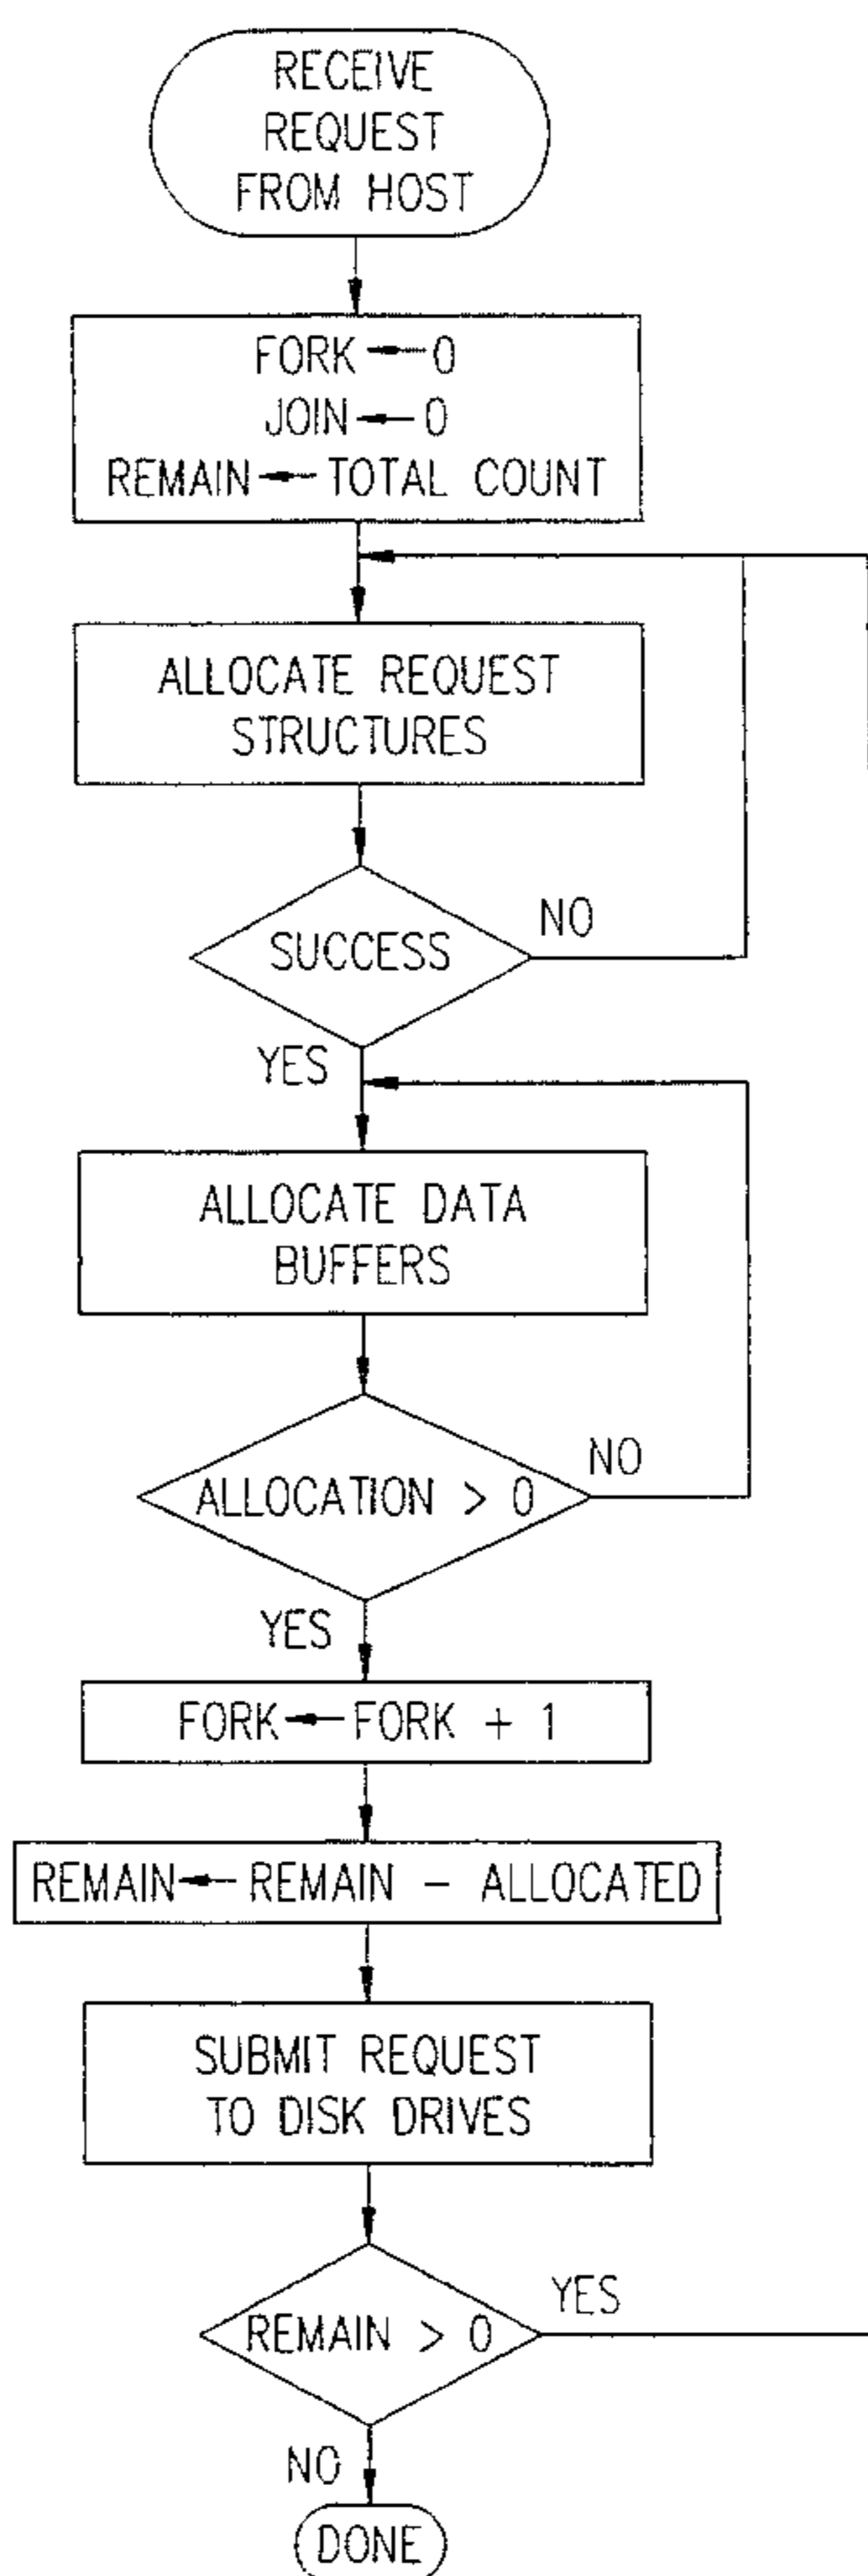 RECEIVE
REQUEST
FROM HOST
FORK ← 0
JOIN ← 0
REMAIN ← TOTAL COUNT
ALLOCATE REQUEST
STRUCTURES
SUCCESS
NO
YES
ALLOCATE DATA
BUFFERS
ALLOCATION > 0
NO
YES
FORK ← FORK + 1
REMAIN ← REMAIN - ALLOCATED
SUBMIT REQUEST
TO DISK DRIVES
REMAIN > 0
YES
NO
DONE